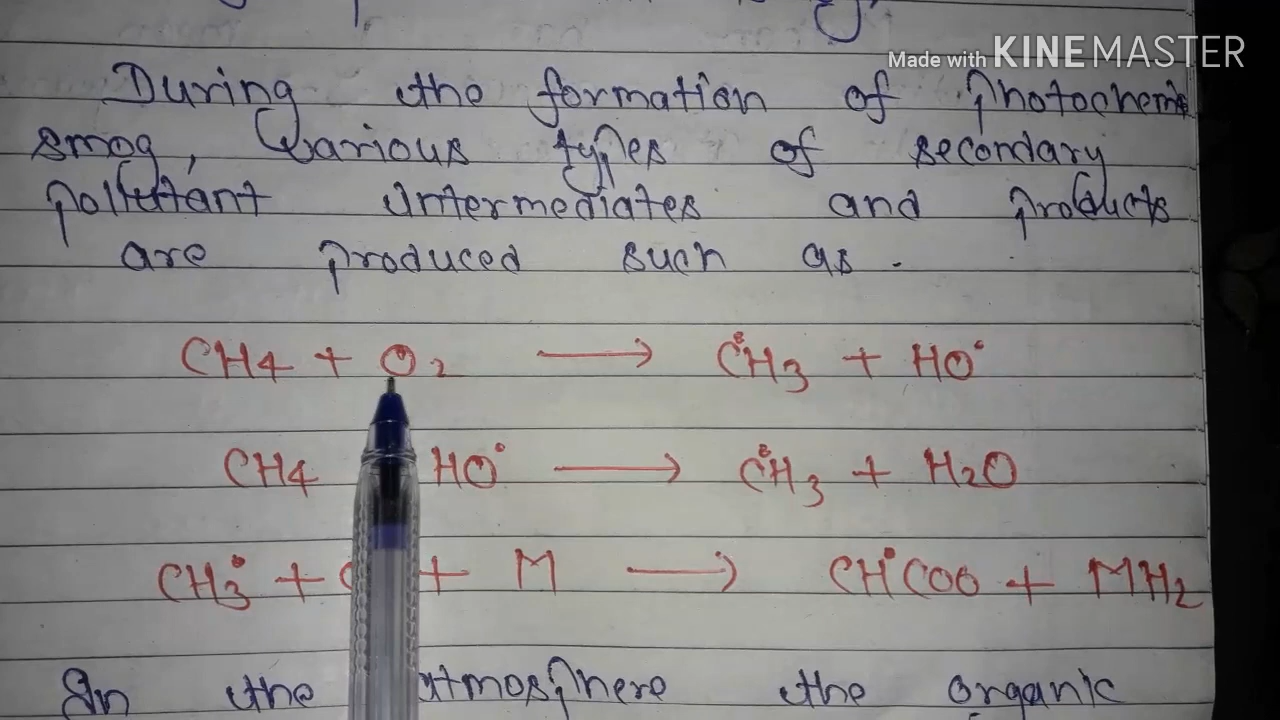 Made with KINEMASTER
During the formation of Photochem
smog, various types of secondary
pollutant intermediates and products
are produced such as.
CH4 + O2 ⟶ ĊH3 + HO•
CH4 HO• ⟶ ĊH3 + H2O
CH3• + + M ⟶ CH•COO + MH2
In the atmosphere the organic